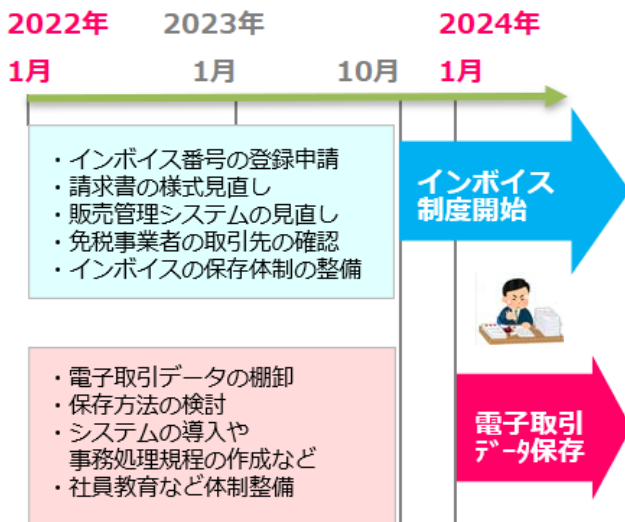 2022年 2023年 2024年
1月 1月 10月 1月
・インボイス番号の登録申請
・請求書の様式見直し
・販売管理システムの見直し
・免税事業者の取引先の確認
・インボイスの保存体制の整備
インボイス
制度開始
・電子取引データの棚卸
・保存方法の検討
・システムの導入や
事務処理規程の作成など
・社員教育など体制整備
電子取引
データ保存